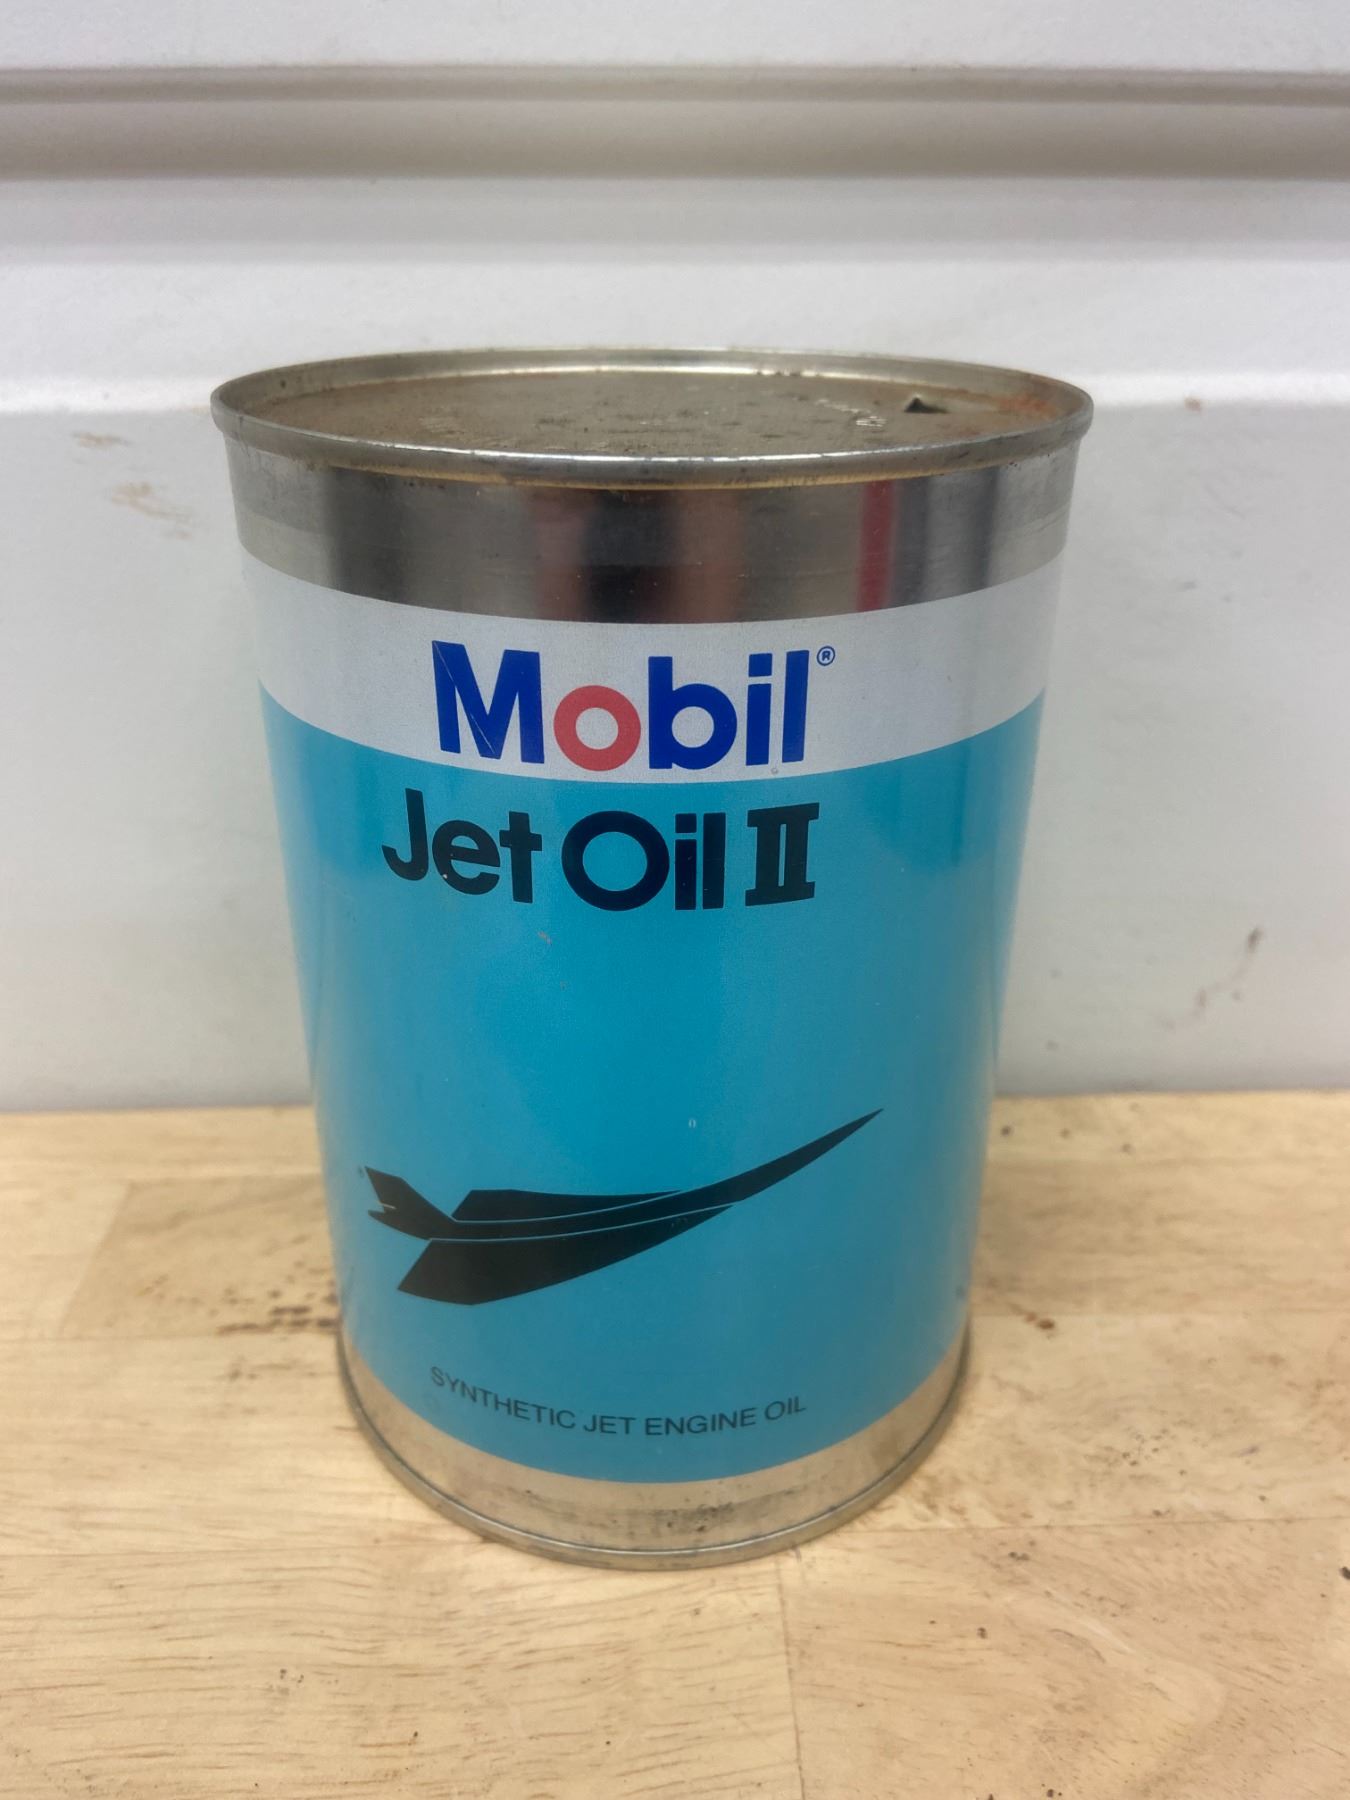 Mobil®
Jet Oil II
SYNTHETIC JET ENGINE OIL